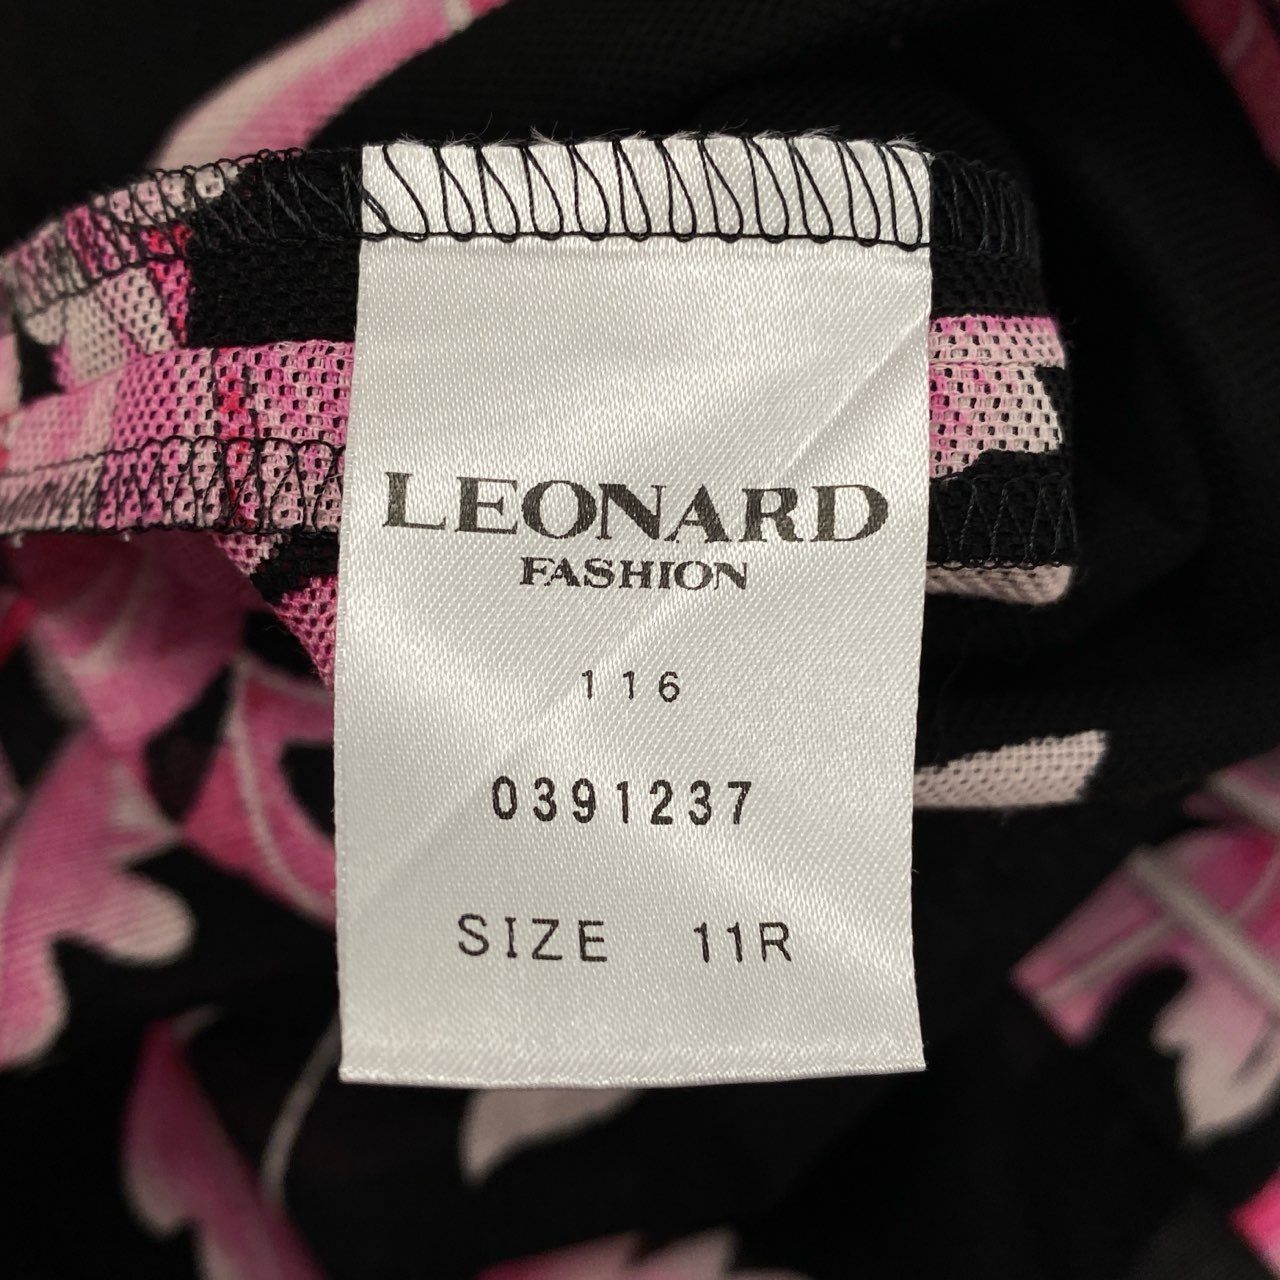 LEONARD
FASHION
116
0391237
SIZE 11R